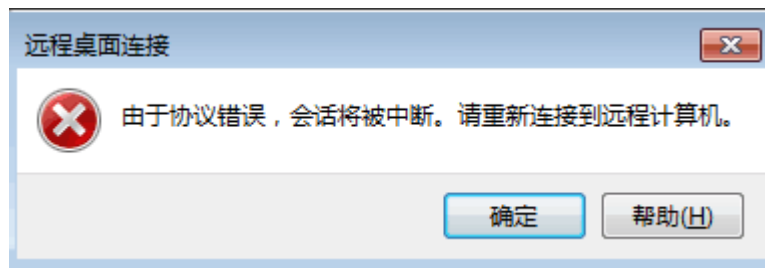 远程桌面连接
由于协议错误，会话将被中断。请重新连接到远程计算机。
确定
帮助(H)